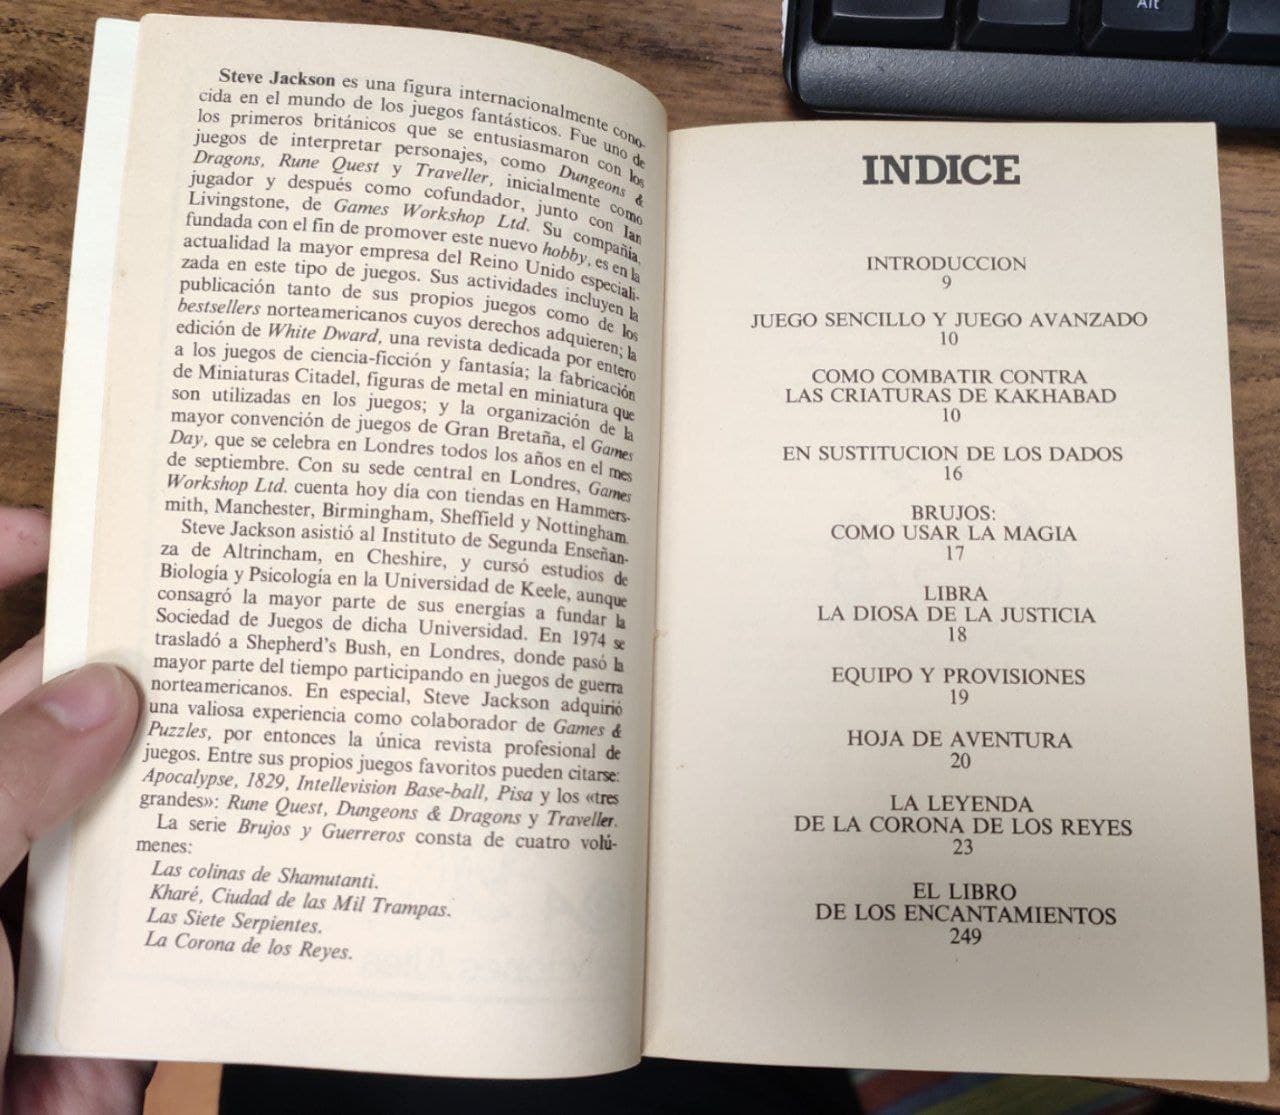 Steve Jackson es una figura internacionalmente cono-
cida en el mundo de los juegos fantásticos. Fue uno de
los primeros británicos que se entusiasmaron con los
juegos de interpretar personajes, como Dungeons &
Dragons, Rune Quest y Traveller, inicialmente como
jugador y después como cofundador, junto con Ian
Livingstone, de Games Workshop Ltd. Su compañía,
fundada con el fin de promover este nuevo hobby, es en la
actualidad la mayor empresa del Reino Unido especiali-
zada en este tipo de juegos. Sus actividades incluyen la
publicación tanto de sus propios juegos como de los
bestsellers norteamericanos cuyos derechos adquieren; la
edición de White Dward, una revista dedicada por entero
a los juegos de ciencia-ficción y fantasía; la fabricación
de Miniaturas Citadel, figuras de metal en miniatura que
son utilizadas en los juegos; y la organización de la
mayor convención de juegos de Gran Bretaña, el Games
Day, que se celebra en Londres todos los años en el mes
de septiembre. Con su sede central en Londres, Games
Workshop Ltd. cuenta hoy día con tiendas en Hammers-
mith, Manchester, Birmingham, Sheffield y Nottingham.
Steve Jackson asistió al Instituto de Segunda Enseñan-
za de Altrincham, en Cheshire, y cursó estudios de
Biología y Psicología en la Universidad de Keele, aunque
consagró la mayor parte de sus energías a fundar la
Sociedad de Juegos de dicha Universidad. En 1974 se
trasladó a Shepherd's Bush, en Londres, donde pasó la
mayor parte del tiempo participando en juegos de guerra
norteamericanos. En especial, Steve Jackson adquirió
una valiosa experiencia como colaborador de Games &
Puzzles, por entonces la única revista profesional de
juegos. Entre sus propios juegos favoritos pueden citarse:
Apocalypse, 1829, Intellevision Base-ball, Pisa y los «tres
grandes»: Rune Quest, Dungeons & Dragons y Traveller.
La serie Brujos y Guerreros consta de cuatro volú-
menes:
Las colinas de Shamutanti.
Kharé, Ciudad de las Mil Trampas.
Las Siete Serpientes.
La Corona de los Reyes.
INDICE
INTRODUCCION
9
JUEGO SENCILLO Y JUEGO AVANZADO
10
COMO COMBATIR CONTRA
LAS CRIATURAS DE KAKHABAD
10
EN SUSTITUCION DE LOS DADOS
16
BRUJOS:
COMO USAR LA MAGIA
17
LIBRA
LA DIOSA DE LA JUSTICIA
18
EQUIPO Y PROVISIONES
19
HOJA DE AVENTURA
20
LA LEYENDA
DE LA CORONA DE LOS REYES
23
EL LIBRO
DE LOS ENCANTAMIENTOS
249
Alt